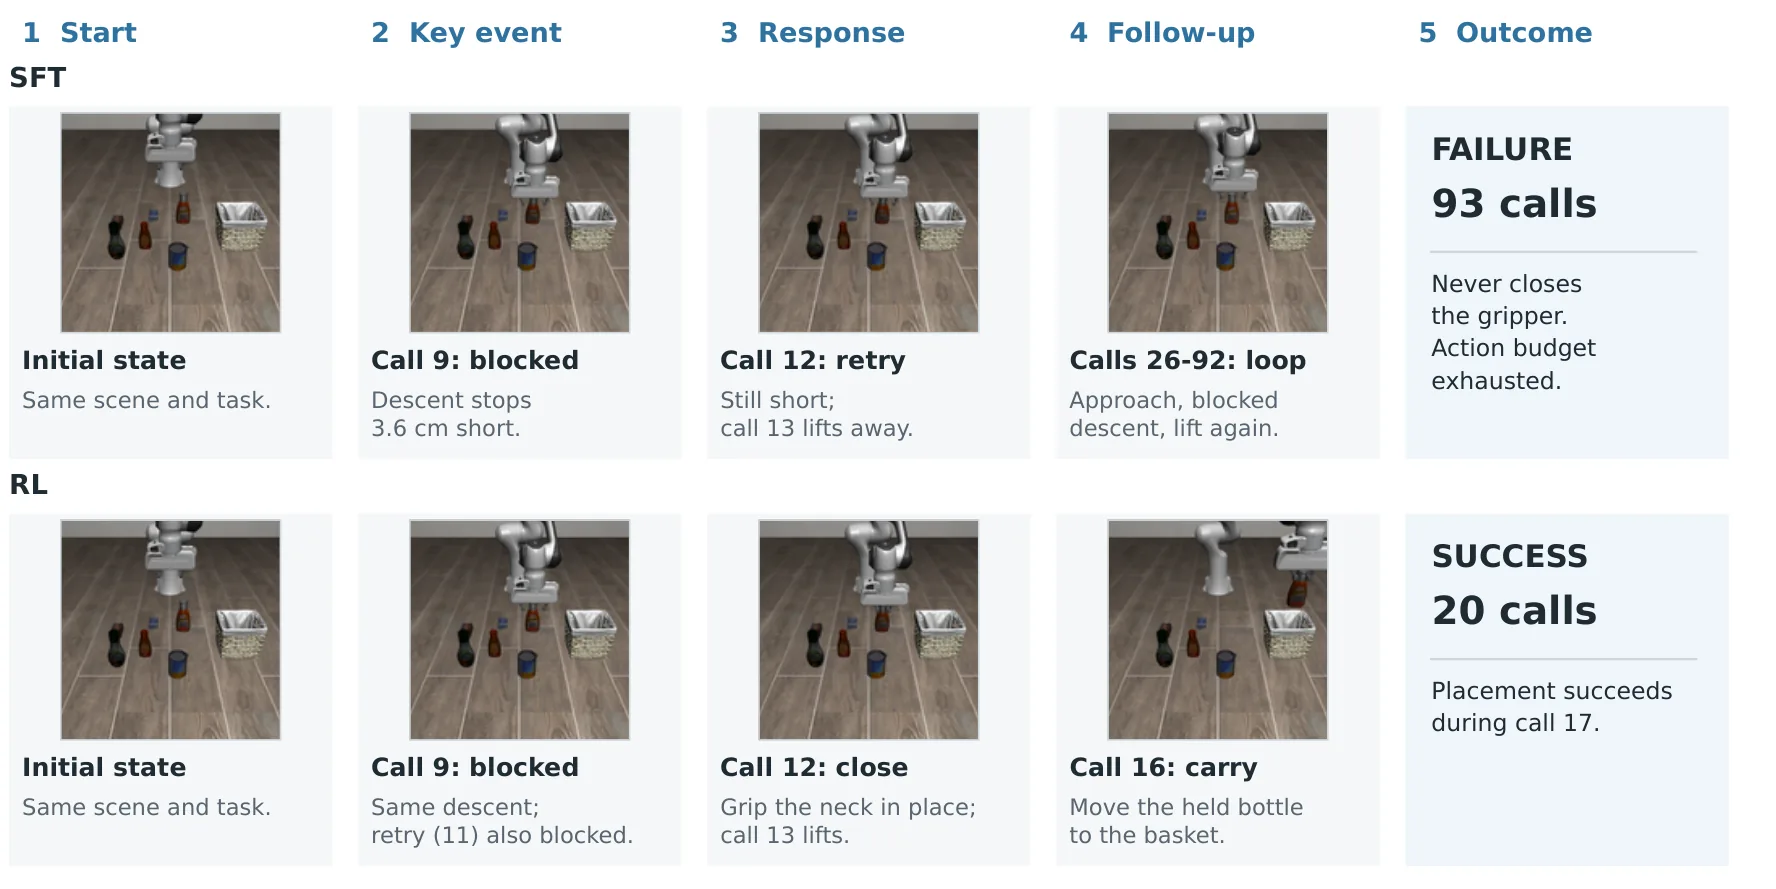 1 Start
2 Key event
3 Response
4 Follow-up
5 Outcome
SFT
Initial state
Same scene and task.
Call 9: blocked
Descent stops
3.6 cm short.
Call 12: retry
Still short;
call 13 lifts away.
Calls 26-92: loop
Approach, blocked
descent, lift again.
FAILURE
93 calls
Never closes
the gripper.
Action budget
exhausted.
RL
Initial state
Same scene and task.
Call 9: blocked
Same descent;
retry (11) also blocked.
Call 12: close
Grip the neck in place;
call 13 lifts.
Call 16: carry
Move the held bottle
to the basket.
SUCCESS
20 calls
Placement succeeds
during call 17.